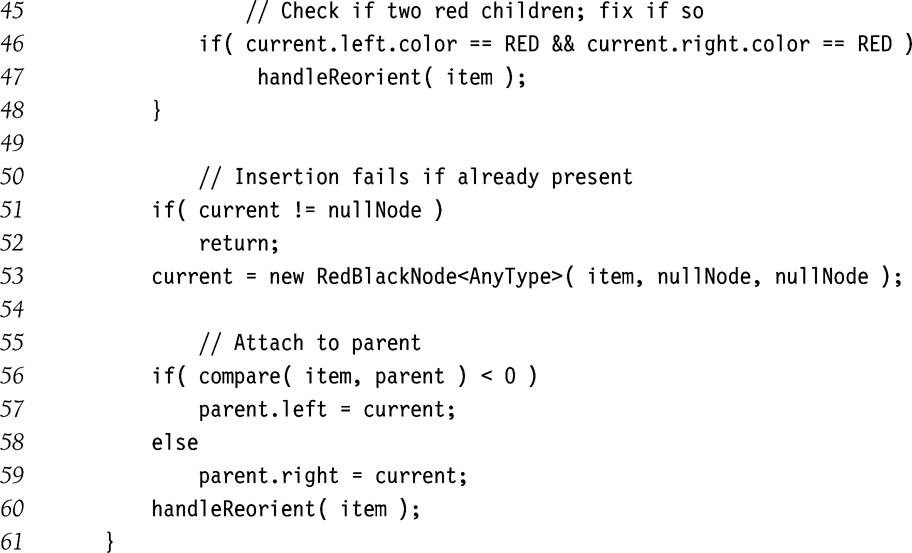 45                    // Check if two red children; fix if so
46                if( current.left.color == RED && current.right.color == RED )
47                     handleReorient( item );
48            }
49
50                // Insertion fails if already present
51            if( current != nullNode )
52                return;
53            current = new RedBlackNode<AnyType>( item, nullNode, nullNode );
54
55                // Attach to parent
56            if( compare( item, parent ) < 0 )
57                parent.left = current;
58            else
59                parent.right = current;
60            handleReorient( item );
61        }